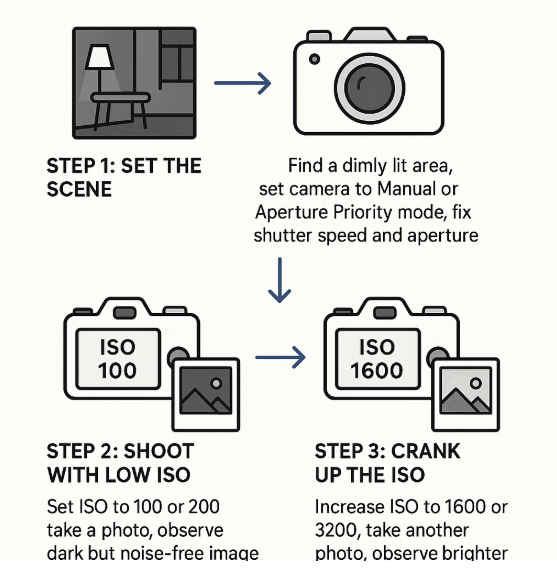 STEP 1: SET THE
SCENE
Find a dimly lit area,
set camera to Manual or
Aperture Priority mode, fix
shutter speed and aperture
ISO
100
STEP 2: SHOOT
WITH LOW ISO
Set ISO to 100 or 200
take a photo, observe
dark but noise-free image
ISO
1600
STEP 3: CRANK
UP THE ISO
Increase ISO to 1600 or
3200, take another
photo, observe brighter